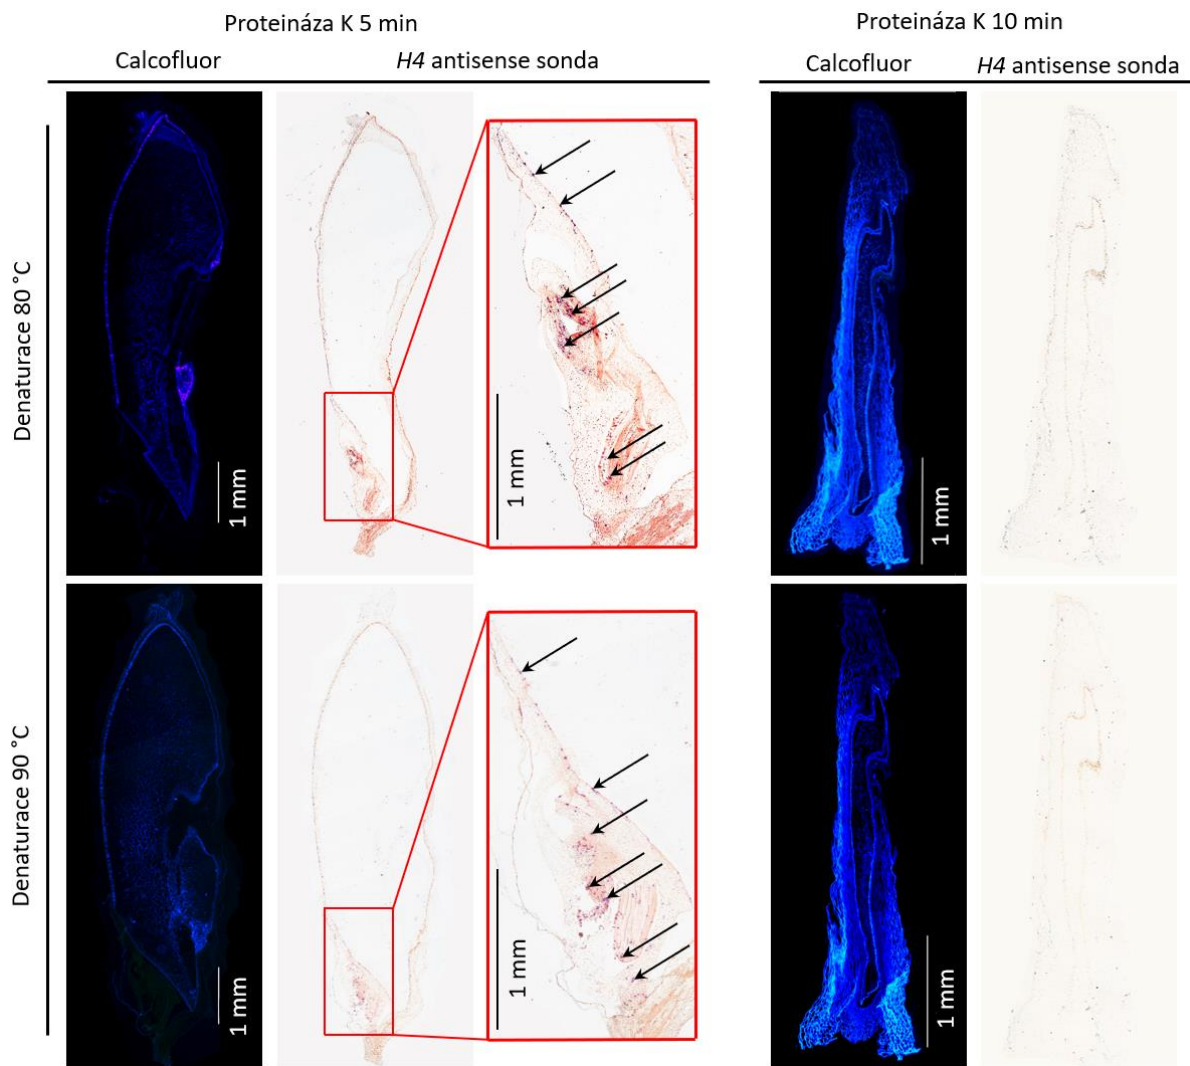 Proteináza K 5 min
Proteináza K 10 min
Calcofluor
H4 antisense sonda
Calcofluor
H4 antisense sonda
Denaturace 80 °C
1 mm
1 mm
1 mm
Denaturace 90 °C
1 mm
1 mm
1 mm